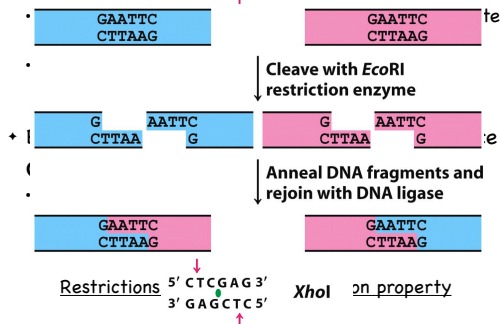 GAATTC GAATTC te
CTTAAG CTTAAG
Cleave with EcoRI
restriction enzyme
G AATTC G AATTC
CTTAA G CTTAA G
Anneal DNA fragments and
rejoin with DNA ligase
GAATTC GAATTC
CTTAAG CTTAAG
Restrictions 5′ CTCGAG 3′ XhoI on property
3′ GAGCTC 5′